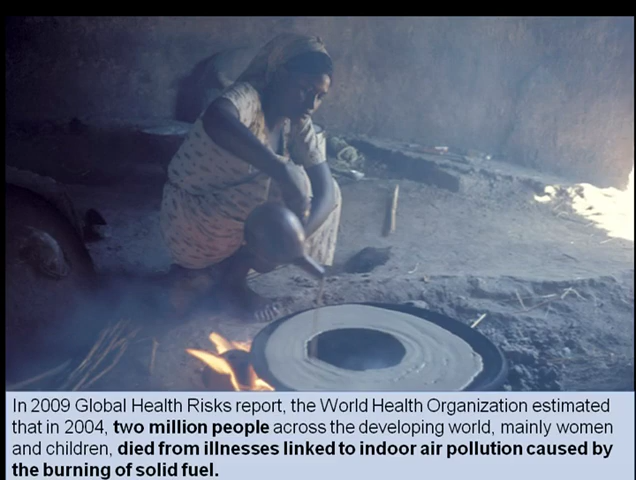 In 2009 Global Health Risks report, the World Health Organization estimated
that in 2004, two million people across the developing world, mainly women
and children, died from illnesses linked to indoor air pollution caused by
the burning of solid fuel.